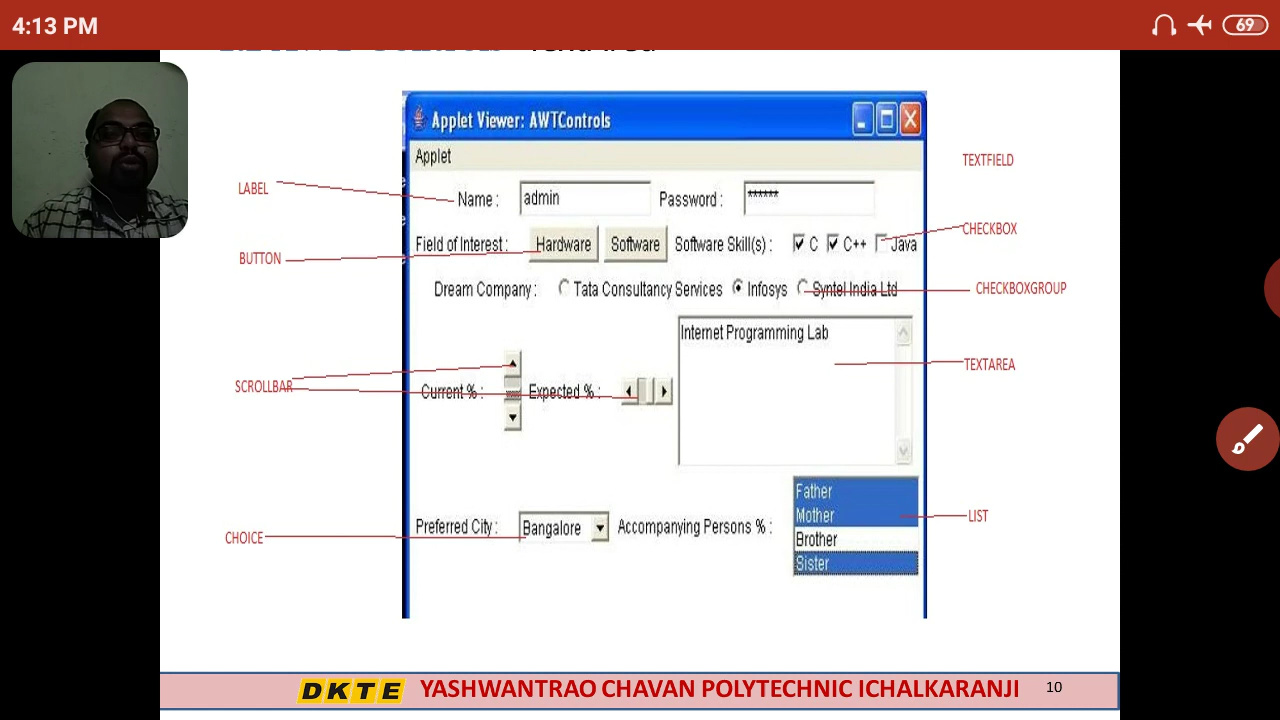 4:13 PM
69
Applet Viewer: AWTControls
Applet
TEXTFIELD
LABEL
Name :
admin
Password :
******
CHECKBOX
Field of Interest :
Hardware
Software
Software Skill(s) :
C
C++
Java
BUTTON
Dream Company :
Tata Consultancy Services
Infosys
Syntel India Ltd
CHECKBOXGROUP
Internet Programming Lab
TEXTAREA
SCROLLBAR
Current % :
Expected % :
Father
Mother
LIST
Preferred City :
Bangalore
Accompanying Persons % :
Brother
CHOICE
Sister
DKTE YASHWANTRAO CHAVAN POLYTECHNIC ICHALKARANJI 10